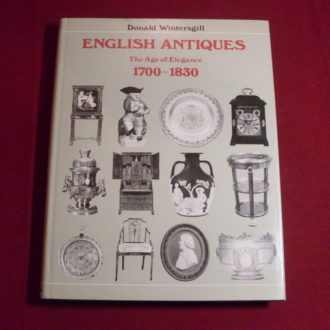 Donald Wintersgill
ENGLISH ANTIQUES
The Age of Elegance
1700-1830